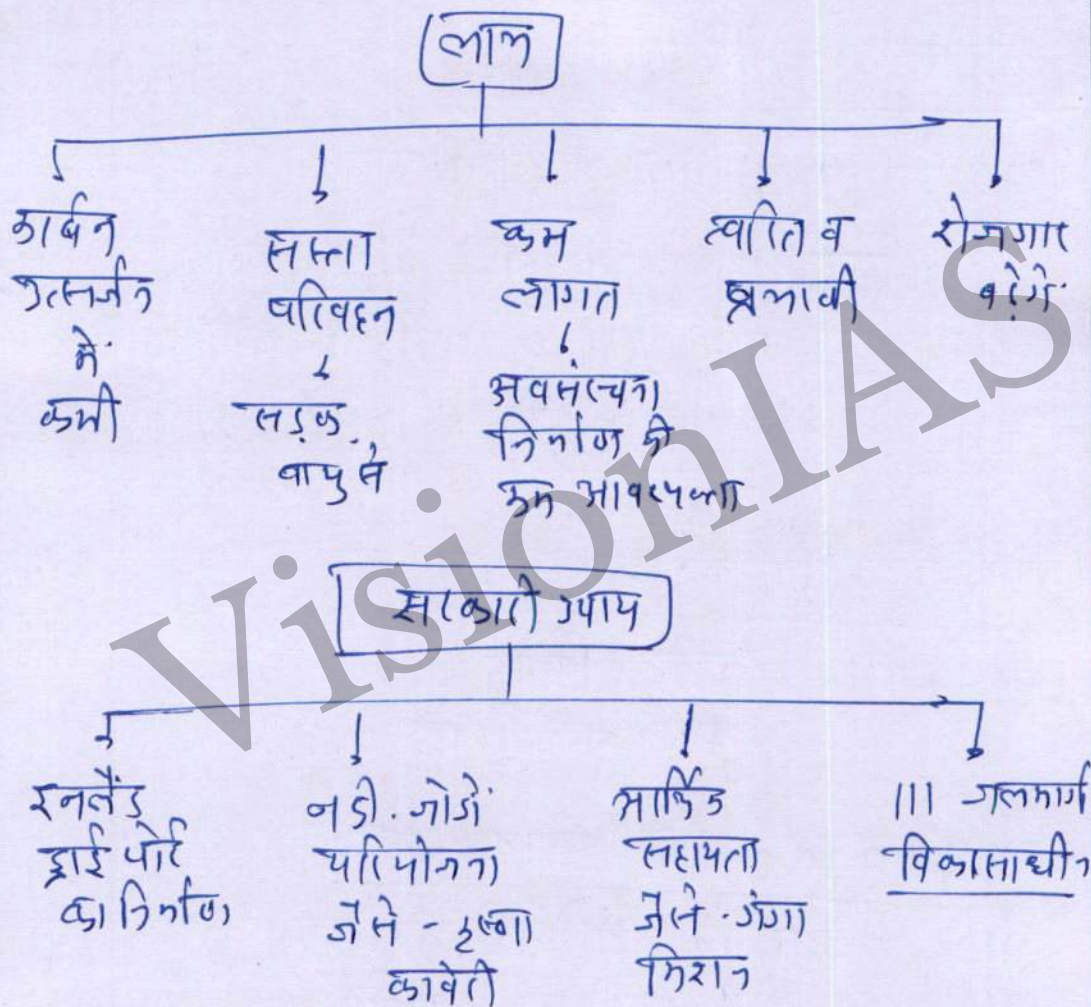 लाभ
कार्बन
उत्सर्जन
में
कमी
सस्ता
परिवहन
सड़क,
वायु से
कम
लागत
अवसंरचना
निर्माण की
कम आवश्यकता
त्वरित व
प्रभावी
रोजगार
बढ़ेंगे
सरकारी उपाय
इनलैंड
ड्राई पोर्ट
का निर्माण
नदी जोड़ो
परियोजना
जैसे - कृष्णा
कावेरी
आर्थिक
सहायता
जैसे - गंगा
मिशन
111 जलमार्ग
विकासाधीन
VisionIAS